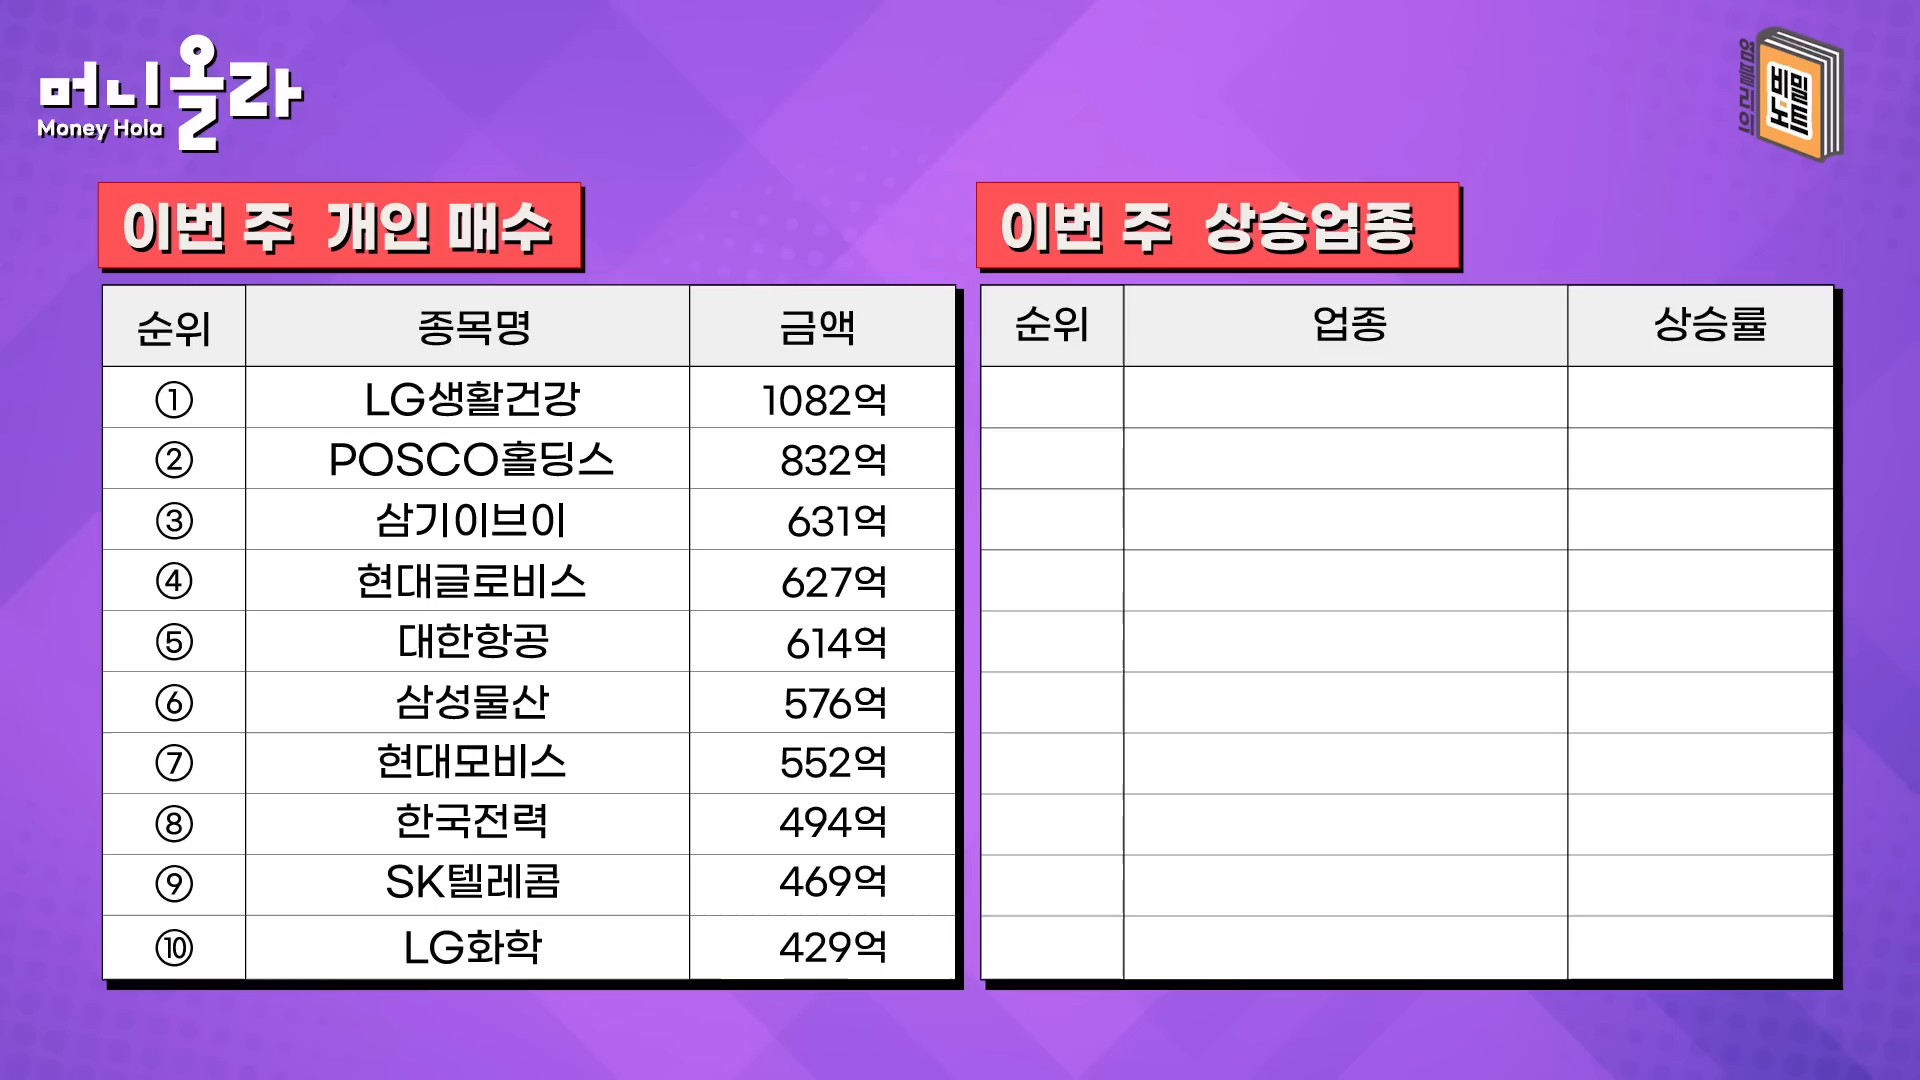 머니올라
Money Hola
염블리의
비밀
노트
이번 주 개인 매수
순위 종목명 금액
① LG생활건강 1082억
② POSCO홀딩스 832억
③ 삼기이브이 631억
④ 현대글로비스 627억
⑤ 대한항공 614억
⑥ 삼성물산 576억
⑦ 현대모비스 552억
⑧ 한국전력 494억
⑨ SK텔레콤 469억
⑩ LG화학 429억
이번 주 상승업종
순위 업종 상승률